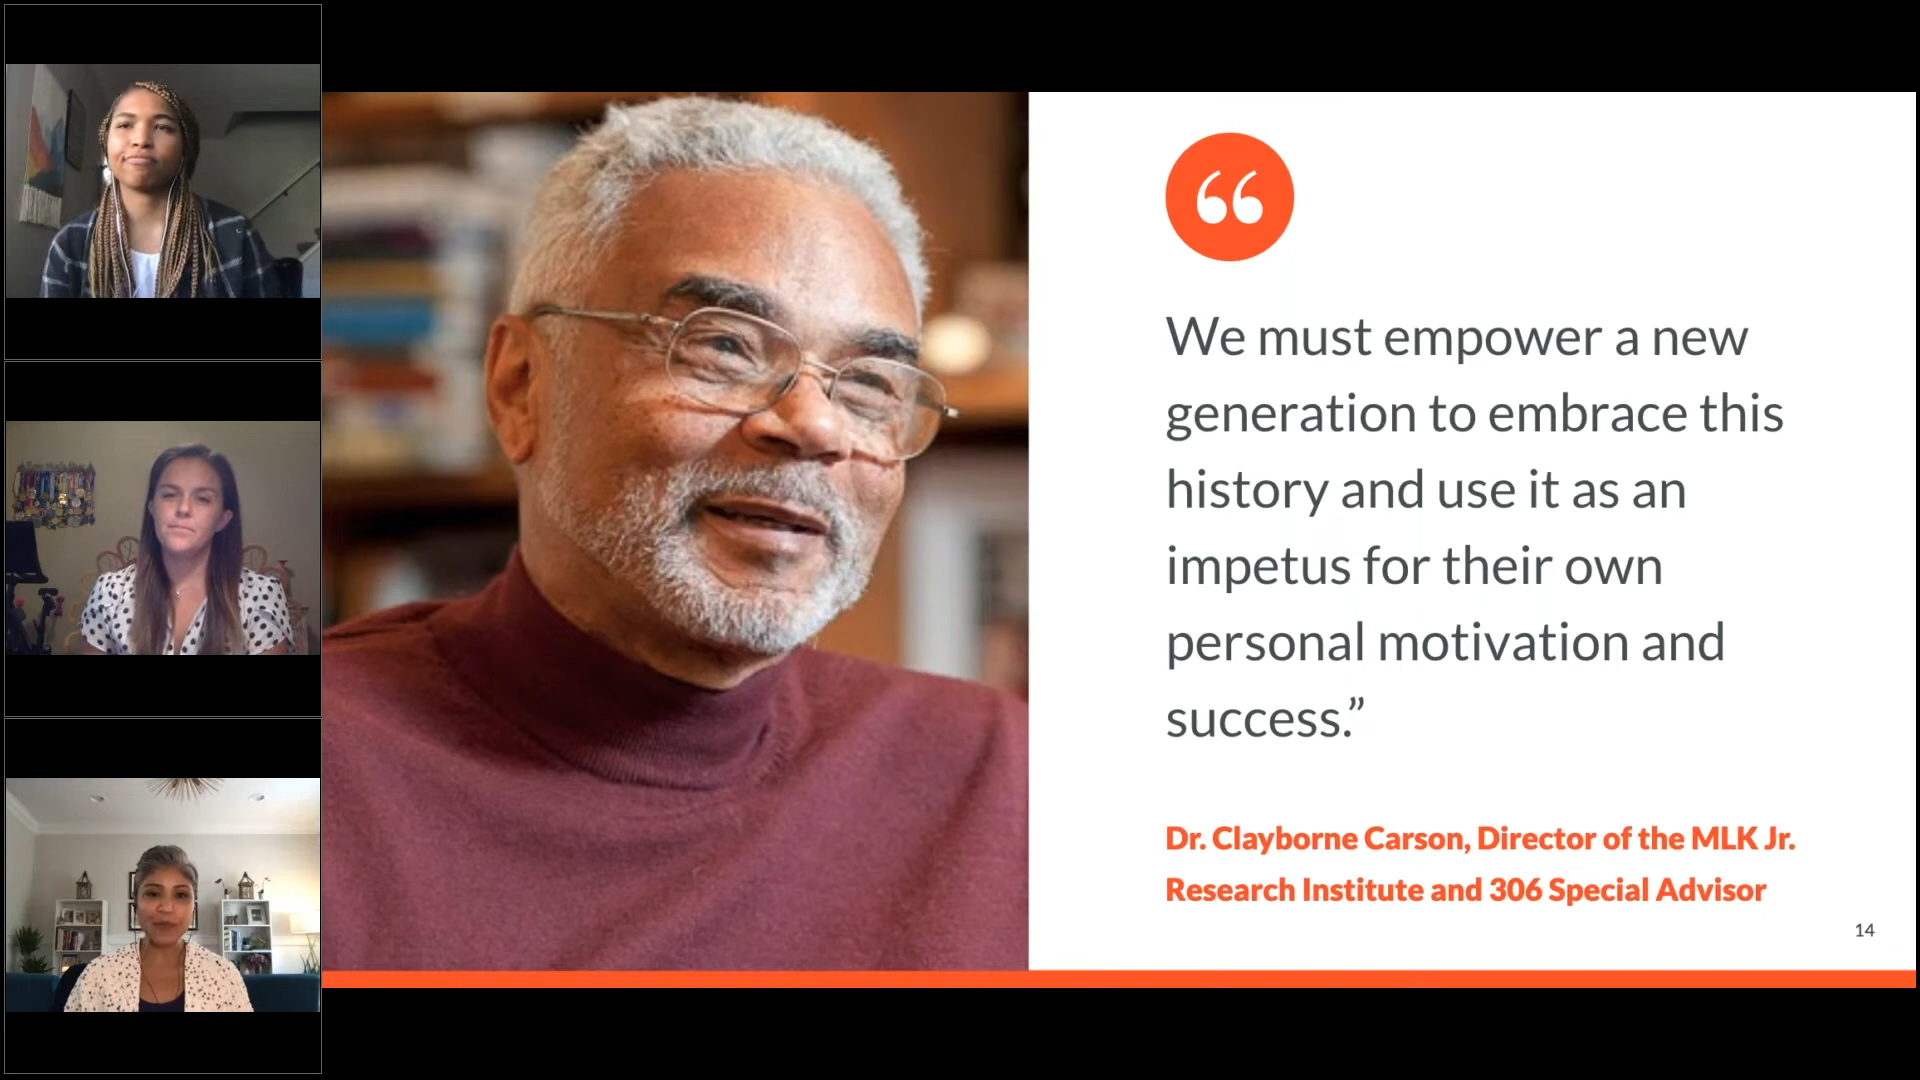 “
We must empower a new
generation to embrace this
history and use it as an
impetus for their own
personal motivation and
success.”
Dr. Clayborne Carson, Director of the MLK Jr.
Research Institute and 306 Special Advisor
14